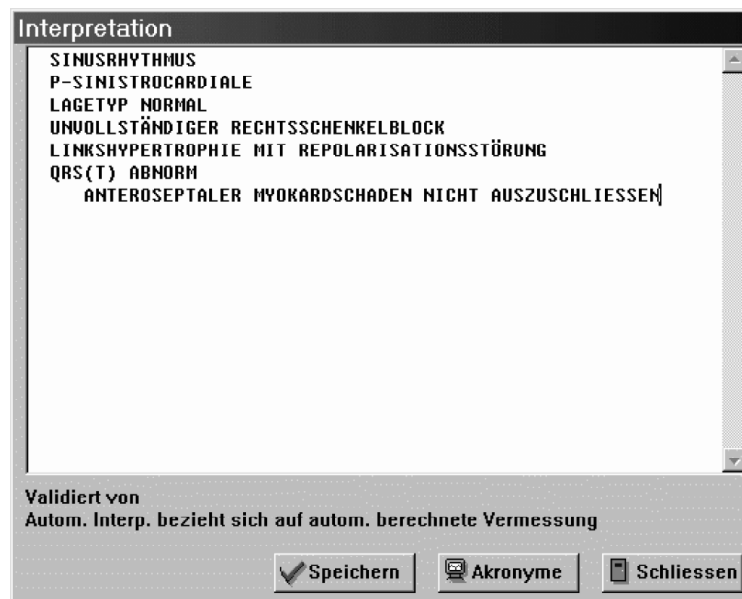 Interpretation
SINUSRHYTHMUS
P-SINISTROCARDIALE
LAGETYP NORMAL
UNVOLLSTÄNDIGER RECHTSSCHENKELBLOCK
LINKSHYPERTROPHIE MIT REPOLARISATIONSSTÖRUNG
QRS(T) ABNORM
ANTEROSEPTALER MYOKARDSCHADEN NICHT AUSZUSCHLIESSEN
Validiert von
Autom. Interp. bezieht sich auf autom. berechnete Vermessung
Speichern Akronyme Schliessen